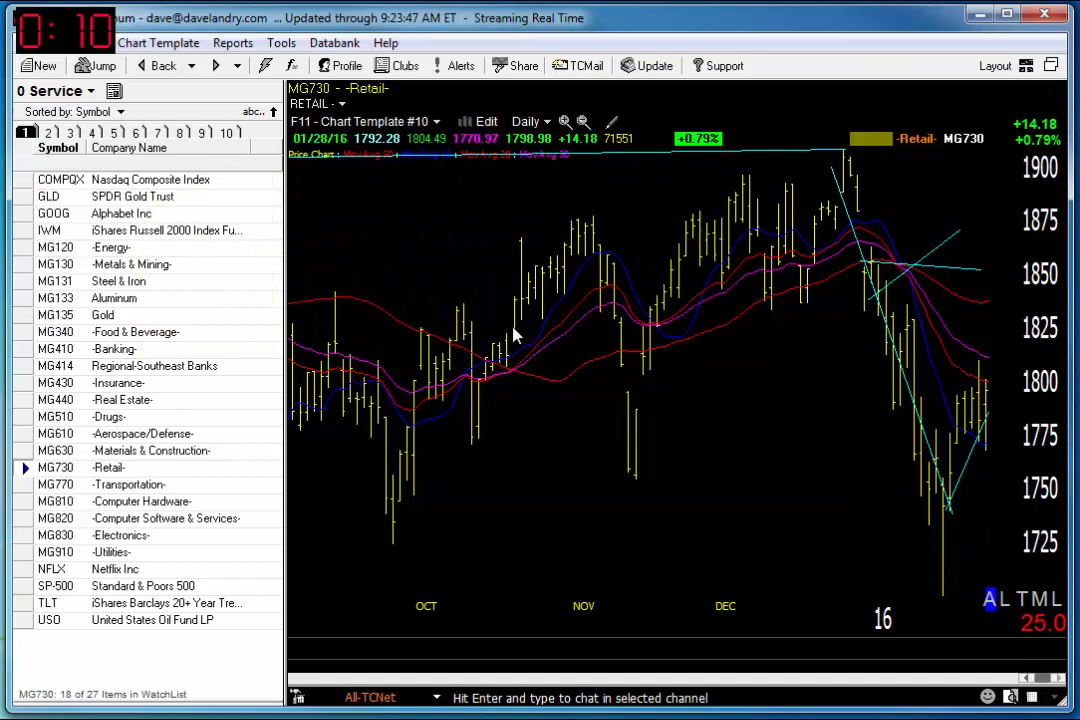 0:10
num - dave@davelandry.com ... Updated through 9:23:47 AM ET - Streaming Real Time
Chart Template Reports Tools Databank Help
New Jump Back Profile Clubs Alerts Share TCMail Update Support Layout
0 Service
Sorted by: Symbol abc..
1 2 3 4 5 6 7 8 9 10
Symbol Company Name
COMPQX Nasdaq Composite Index
GLD SPDR Gold Trust
GOOG Alphabet Inc
IWM iShares Russell 2000 Index Fu...
MG120 -Energy-
MG130 -Metals & Mining-
MG131 Steel & Iron
MG133 Aluminum
MG135 Gold
MG340 -Food & Beverage-
MG410 -Banking-
MG414 Regional-Southeast Banks
MG430 -Insurance-
MG440 -Real Estate-
MG510 -Drugs-
MG610 -Aerospace/Defense-
MG630 -Materials & Construction-
MG730 -Retail-
MG770 -Transportation-
MG810 -Computer Hardware-
MG820 -Computer Software & Services-
MG830 -Electronics-
MG910 -Utilities-
NFLX Netflix Inc
SP-500 Standard & Poors 500
TLT iShares Barclays 20+ Year Tre...
USO United States Oil Fund LP
MG730: 18 of 27 Items in WatchList
MG730 - -Retail-
RETAIL -
F11 - Chart Template #10 Edit Daily
01/28/16 1792.28 1804.49 1770.97 1798.98 +14.18 71551 +0.79% -Retail- MG730
+14.18
+0.79%
Price Chart
1900
1875
1850
1825
1800
1775
1750
1725
OCT NOV DEC 16
A L T M L
25.0
All-TCNet Hit Enter and type to chat in selected channel